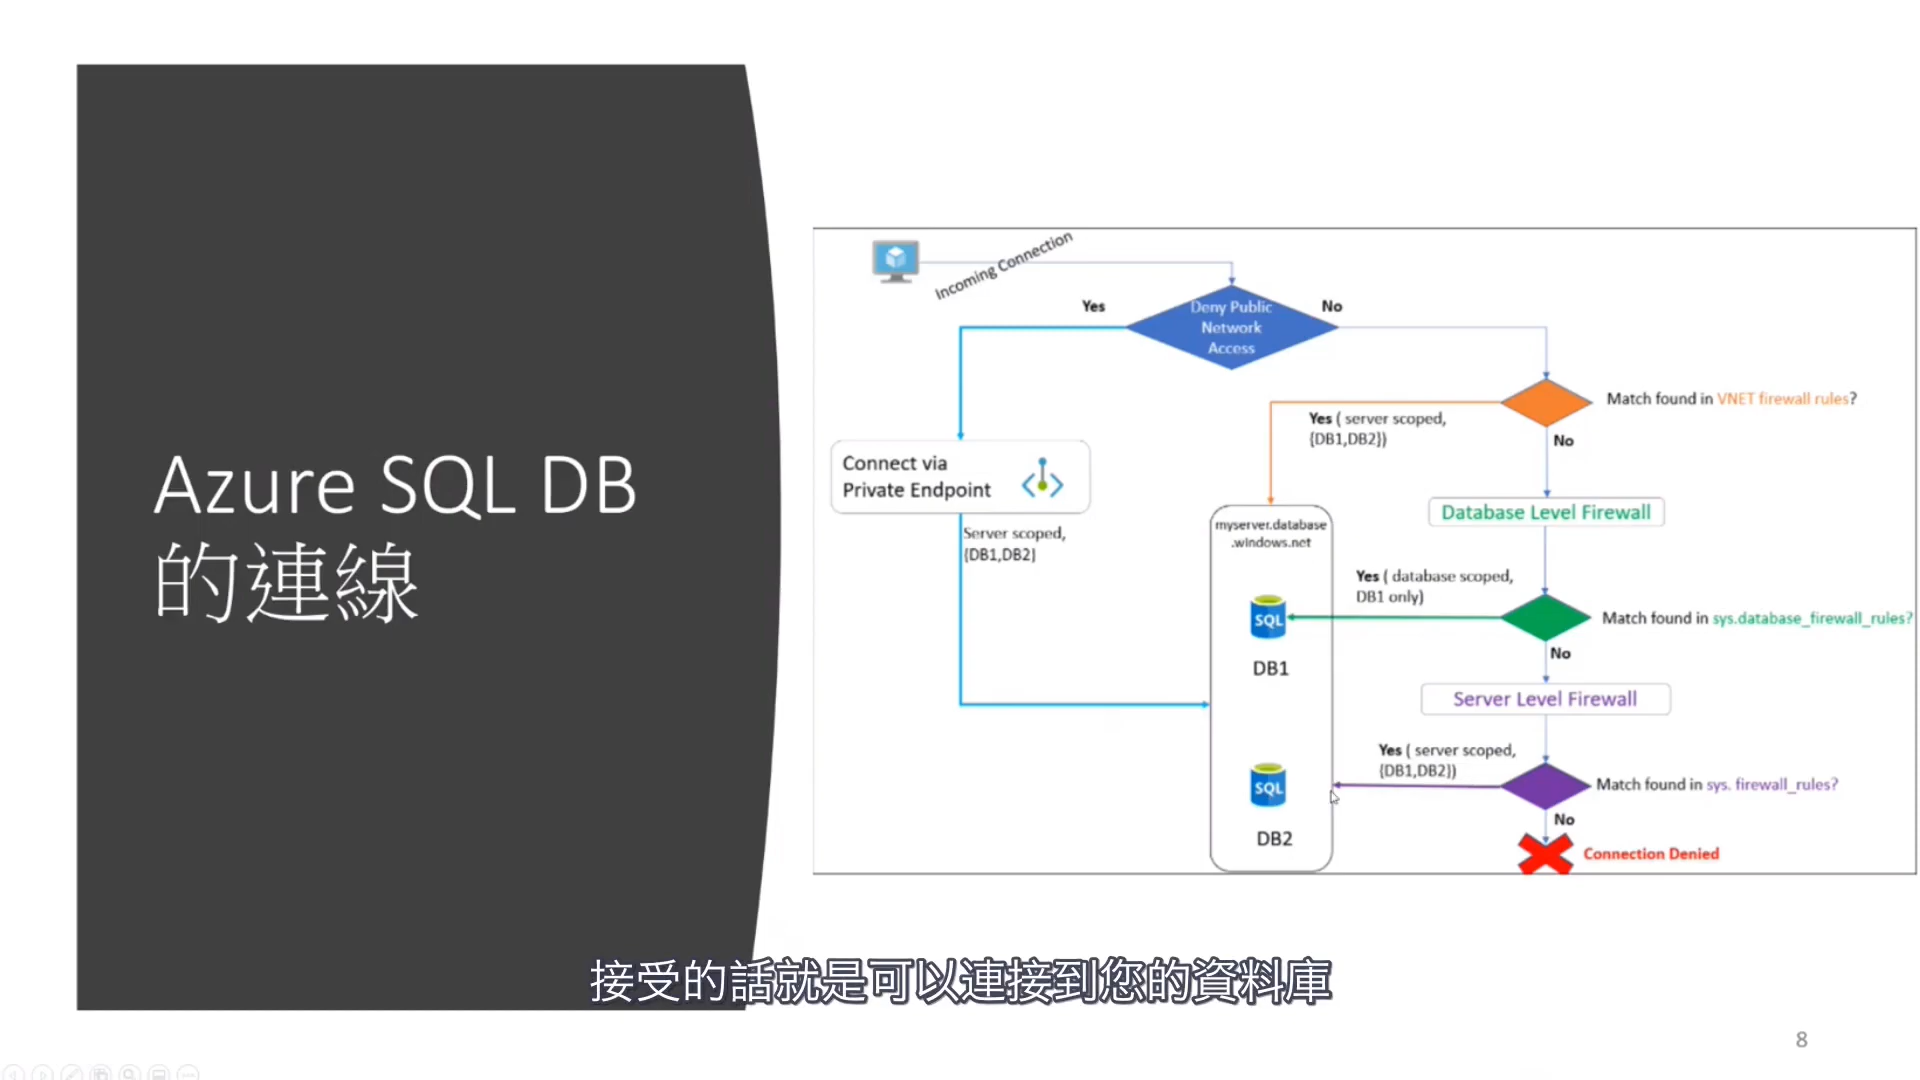 Azure SQL DB
的連線
Incoming Connection
Yes
Deny Public
Network
Access
No
Match found in VNET firewall rules?
Yes ( server scoped,
{DB1,DB2})
No
Connect via
Private Endpoint
Server scoped,
{DB1,DB2}
Database Level Firewall
myserver.database
.windows.net
Yes ( database scoped,
DB1 only)
SQL
DB1
Match found in sys.database_firewall_rules?
No
Server Level Firewall
Yes ( server scoped,
{DB1,DB2})
SQL
DB2
Match found in sys. firewall_rules?
No
Connection Denied
接受的話就是可以連接到您的資料庫
8